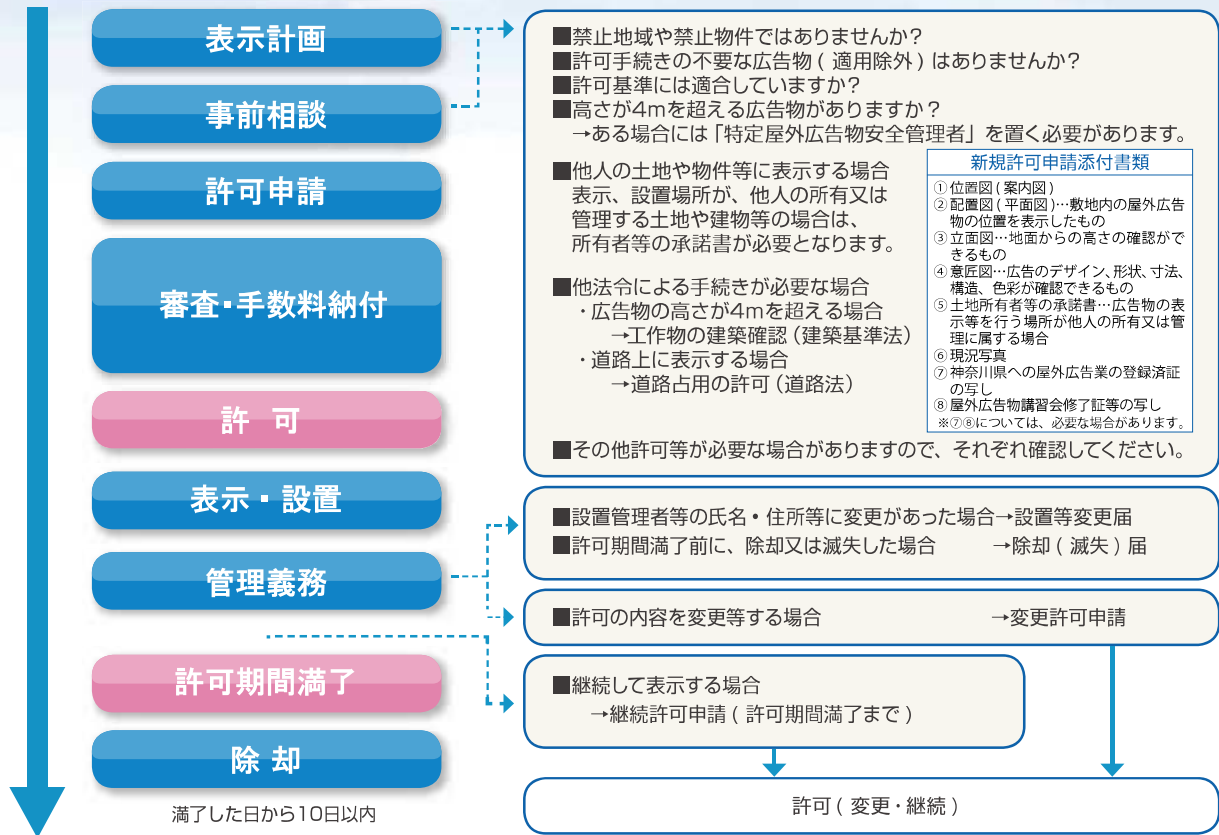 表示計画
事前相談
許可申請
審査・手数料納付
許 可
表示・設置
管理義務
許可期間満了
除 却
満了した日から10日以内
■禁止地域や禁止物件ではありませんか?
■許可手続きの不要な広告物(適用除外)はありませんか?
■許可基準には適合していますか?
■高さが4mを超える広告物がありますか?
→ある場合には「特定屋外広告物安全管理者」を置く必要があります。
■他人の土地や物件等に表示する場合
表示、設置場所が、他人の所有又は
管理する土地や建物等の場合は、
所有者等の承諾書が必要となります。
■他法令による手続きが必要な場合
・広告物の高さが4mを超える場合
→工作物の建築確認(建築基準法)
・道路上に表示する場合
→道路占用の許可(道路法)
新規許可申請添付書類
①位置図(案内図)
②配置図(平面図)…敷地内の屋外広告
物の位置を表示したもの
③立面図…地面からの高さの確認がで
きるもの
④意匠図…広告のデザイン、形状、寸法、
構造、色彩が確認できるもの
⑤土地所有者等の承諾書…広告物の表
示等を行う場所が他人の所有又は管
理に属する場合
⑥現況写真
⑦神奈川県への屋外広告業の登録済証
の写し
⑧屋外広告物講習会修了証等の写し
※⑦⑧については、必要な場合があります。
■その他許可等が必要な場合がありますので、それぞれ確認してください。
■設置管理者等の氏名・住所等に変更があった場合→設置等変更届
■許可期間満了前に、除却又は滅失した場合 →除却(滅失)届
■許可の内容を変更等する場合 →変更許可申請
■継続して表示する場合
→継続許可申請(許可期間満了まで)
許可(変更・継続)